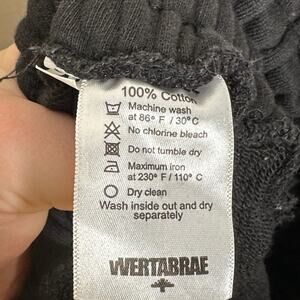 100% Cotton
Machine wash
at 86° F / 30°C
No chlorine bleach
Do not tumble dry
Maximum iron
at 230° F / 110° C
Dry clean
Wash inside out and dry
separately
VVERTABRAE